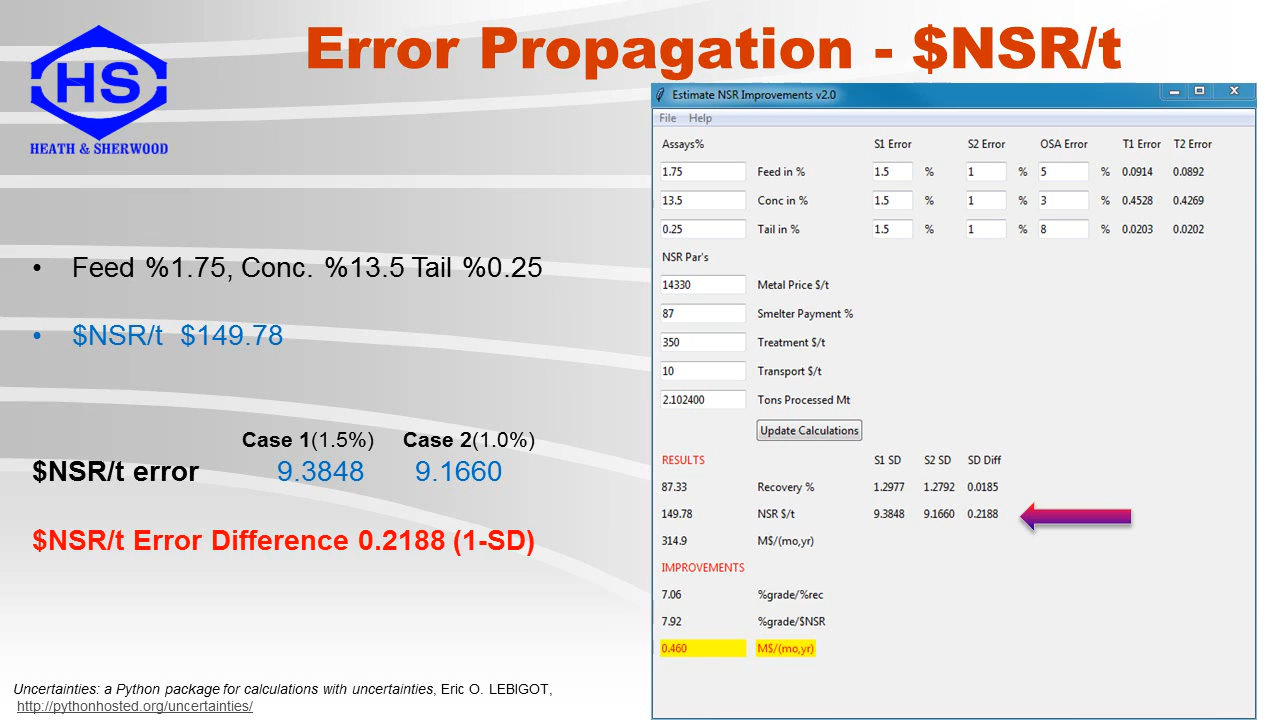 Error Propagation - $NSR/t
HS
HEATH & SHERWOOD
• Feed %1.75, Conc. %13.5 Tail %0.25
• $NSR/t $149.78
Case 1(1.5%) Case 2(1.0%)
$NSR/t error 9.3848 9.1660
$NSR/t Error Difference 0.2188 (1-SD)
Uncertainties: a Python package for calculations with uncertainties, Eric O. LEBIGOT,
http://pythonhosted.org/uncertainties/
Estimate NSR Improvements v2.0
File Help
Assays% S1 Error S2 Error OSA Error T1 Error T2 Error
1.75 Feed in % 1.5 % 1 % 5 % 0.0914 0.0892
13.5 Conc in % 1.5 % 1 % 3 % 0.4528 0.4269
0.25 Tail in % 1.5 % 1 % 8 % 0.0203 0.0202
NSR Par's
14330 Metal Price $/t
87 Smelter Payment %
350 Treatment $/t
10 Transport $/t
2.102400 Tons Processed Mt
Update Calculations
RESULTS S1 SD S2 SD SD Diff
87.33 Recovery % 1.2977 1.2792 0.0185
149.78 NSR $/t 9.3848 9.1660 0.2188
314.9 M$/(mo,yr)
IMPROVEMENTS
7.06 %grade/%rec
7.92 %grade/$NSR
0.460 M$/(mo,yr)